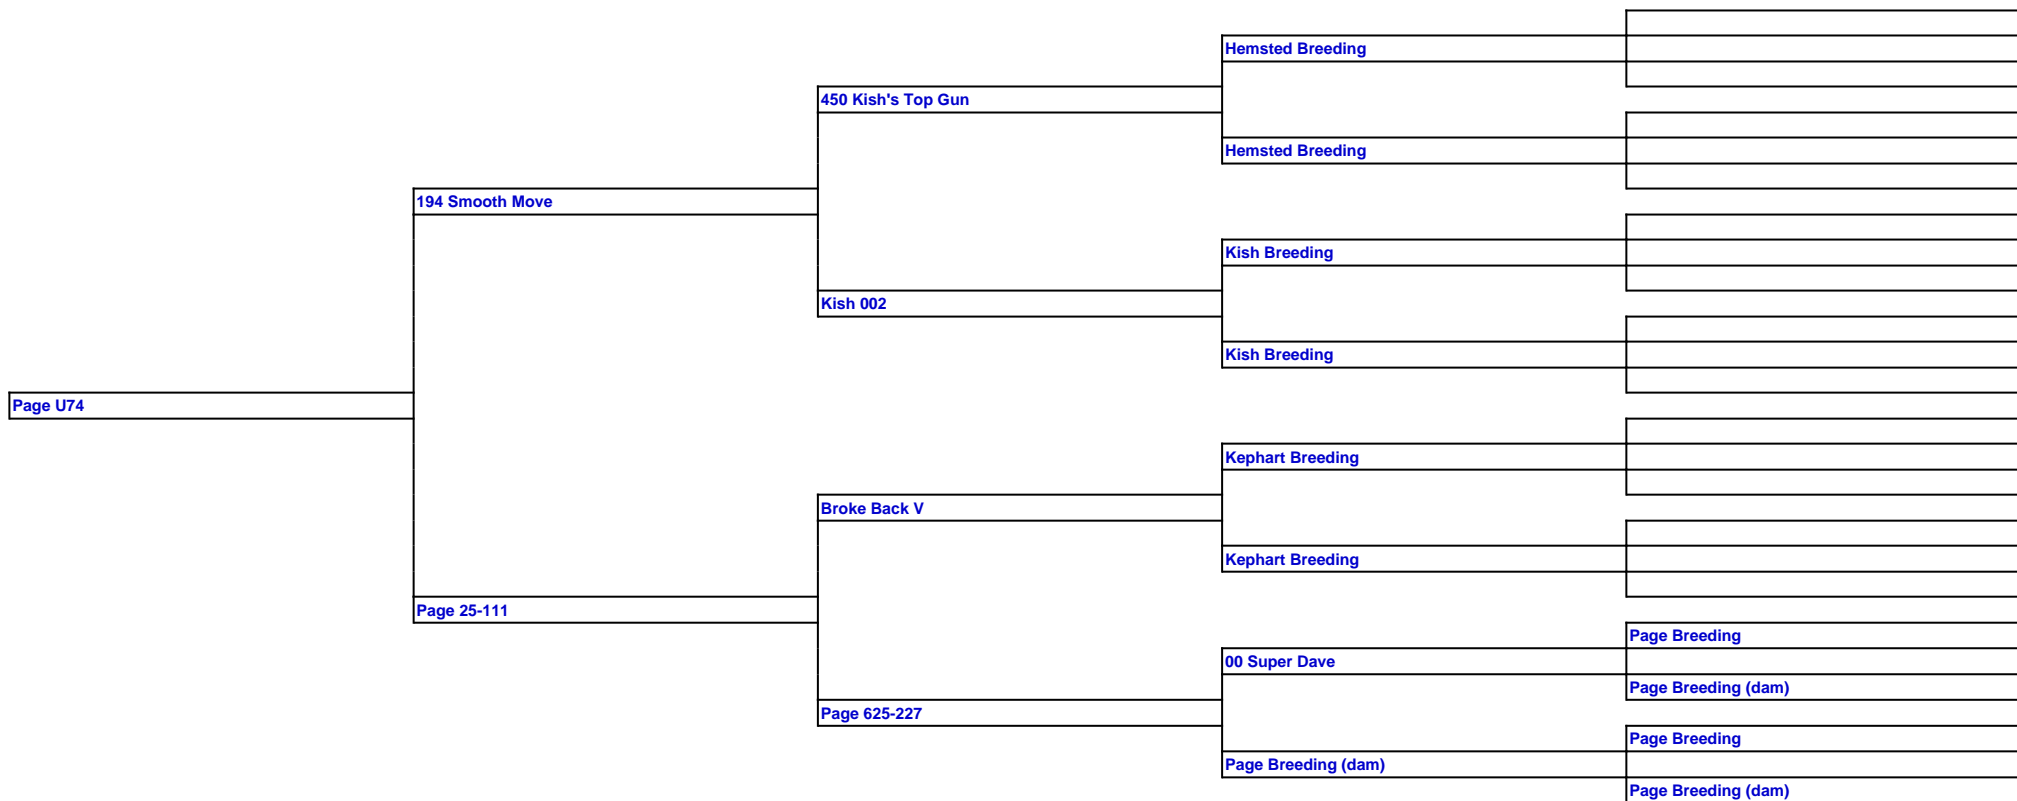 Hemsted Breeding
450 Kish's Top Gun
Hemsted Breeding
194 Smooth Move
Kish Breeding
Kish 002
Kish Breeding
Page U74
Kephart Breeding
Broke Back V
Kephart Breeding
Page 25-111
Page Breeding
00 Super Dave
Page Breeding (dam)
Page 625-227
Page Breeding
Page Breeding (dam)
Page Breeding (dam)